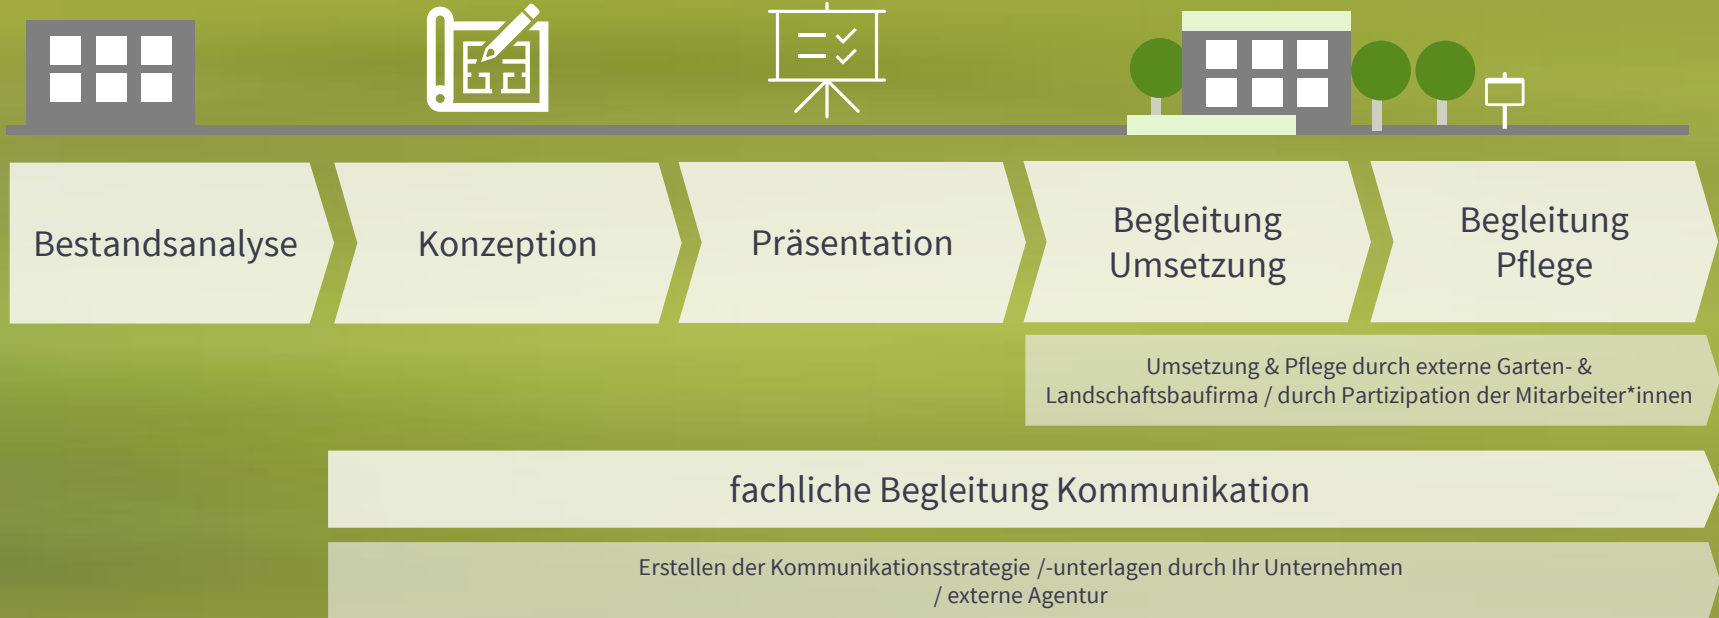 Bestandsanalyse
Konzeption
Präsentation
Begleitung
Umsetzung
Begleitung
Pflege
Umsetzung & Pflege durch externe Garten- &
Landschaftsbaufirma / durch Partizipation der Mitarbeiter*innen
fachliche Begleitung Kommunikation
Erstellen der Kommunikationsstrategie /-unterlagen durch Ihr Unternehmen
/ externe Agentur